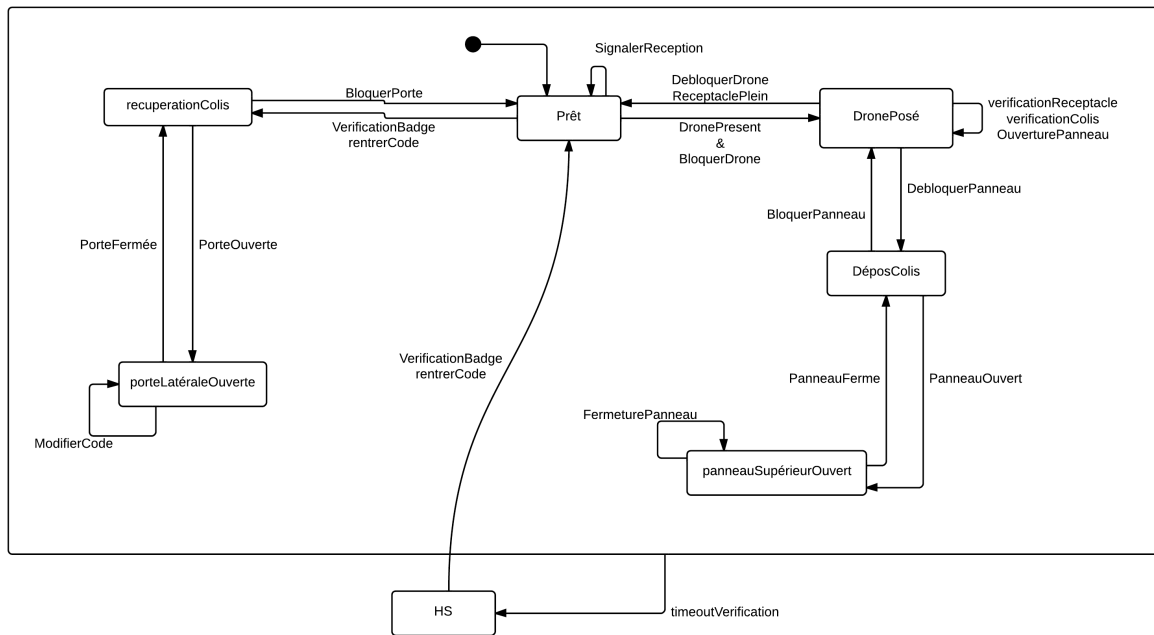 SignalerReception
recuperationColis
BloquerPorte
VerificationBadge
rentrerCode
Prêt
DebloquerDrone
ReceptaclePlein
DronePresent
&
BloquerDrone
DronePosé
verificationReceptacle
verificationColis
OuverturePanneau
DebloquerPanneau
BloquerPanneau
PorteFermée
PorteOuverte
DéposColis
VerificationBadge
rentrerCode
porteLatéraleOuverte
PanneauFerme
PanneauOuvert
FermeturePanneau
ModifierCode
panneauSupérieurOuvert
HS
timeoutVerification